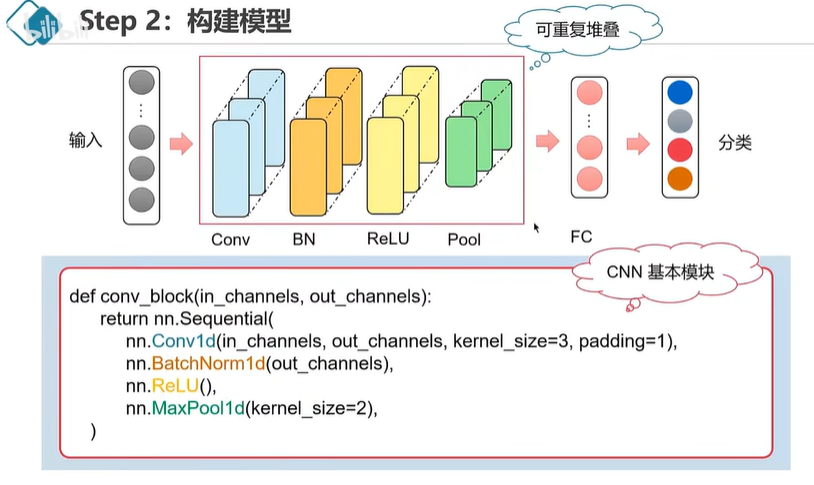 bilibili
Step 2：构建模型
可重复堆叠
输入
分类
Conv
BN
ReLU
Pool
FC
CNN 基本模块
def conv_block(in_channels, out_channels):
return nn.Sequential(
nn.Conv1d(in_channels, out_channels, kernel_size=3, padding=1),
nn.BatchNorm1d(out_channels),
nn.ReLU(),
nn.MaxPool1d(kernel_size=2),
)